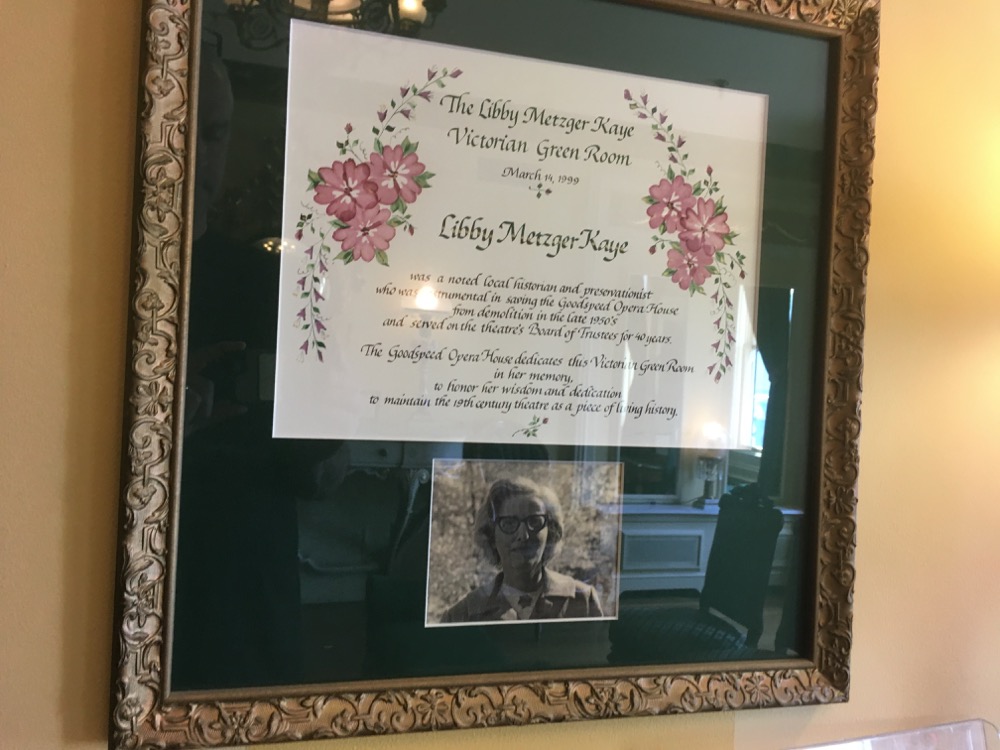 The Libby Metzger Kaye
Victorian Green Room
March 14, 1999
Libby Metzger Kaye
was a noted local historian and preservationist
who was instrumental in saving the Goodspeed Opera House
from demolition in the late 1950's
and served on the theatre's Board of Trustees for 40 years.
The Goodspeed Opera House dedicates this Victorian Green Room
in her memory,
to honor her wisdom and dedication
to maintain the 19th century theatre as a piece of living history.